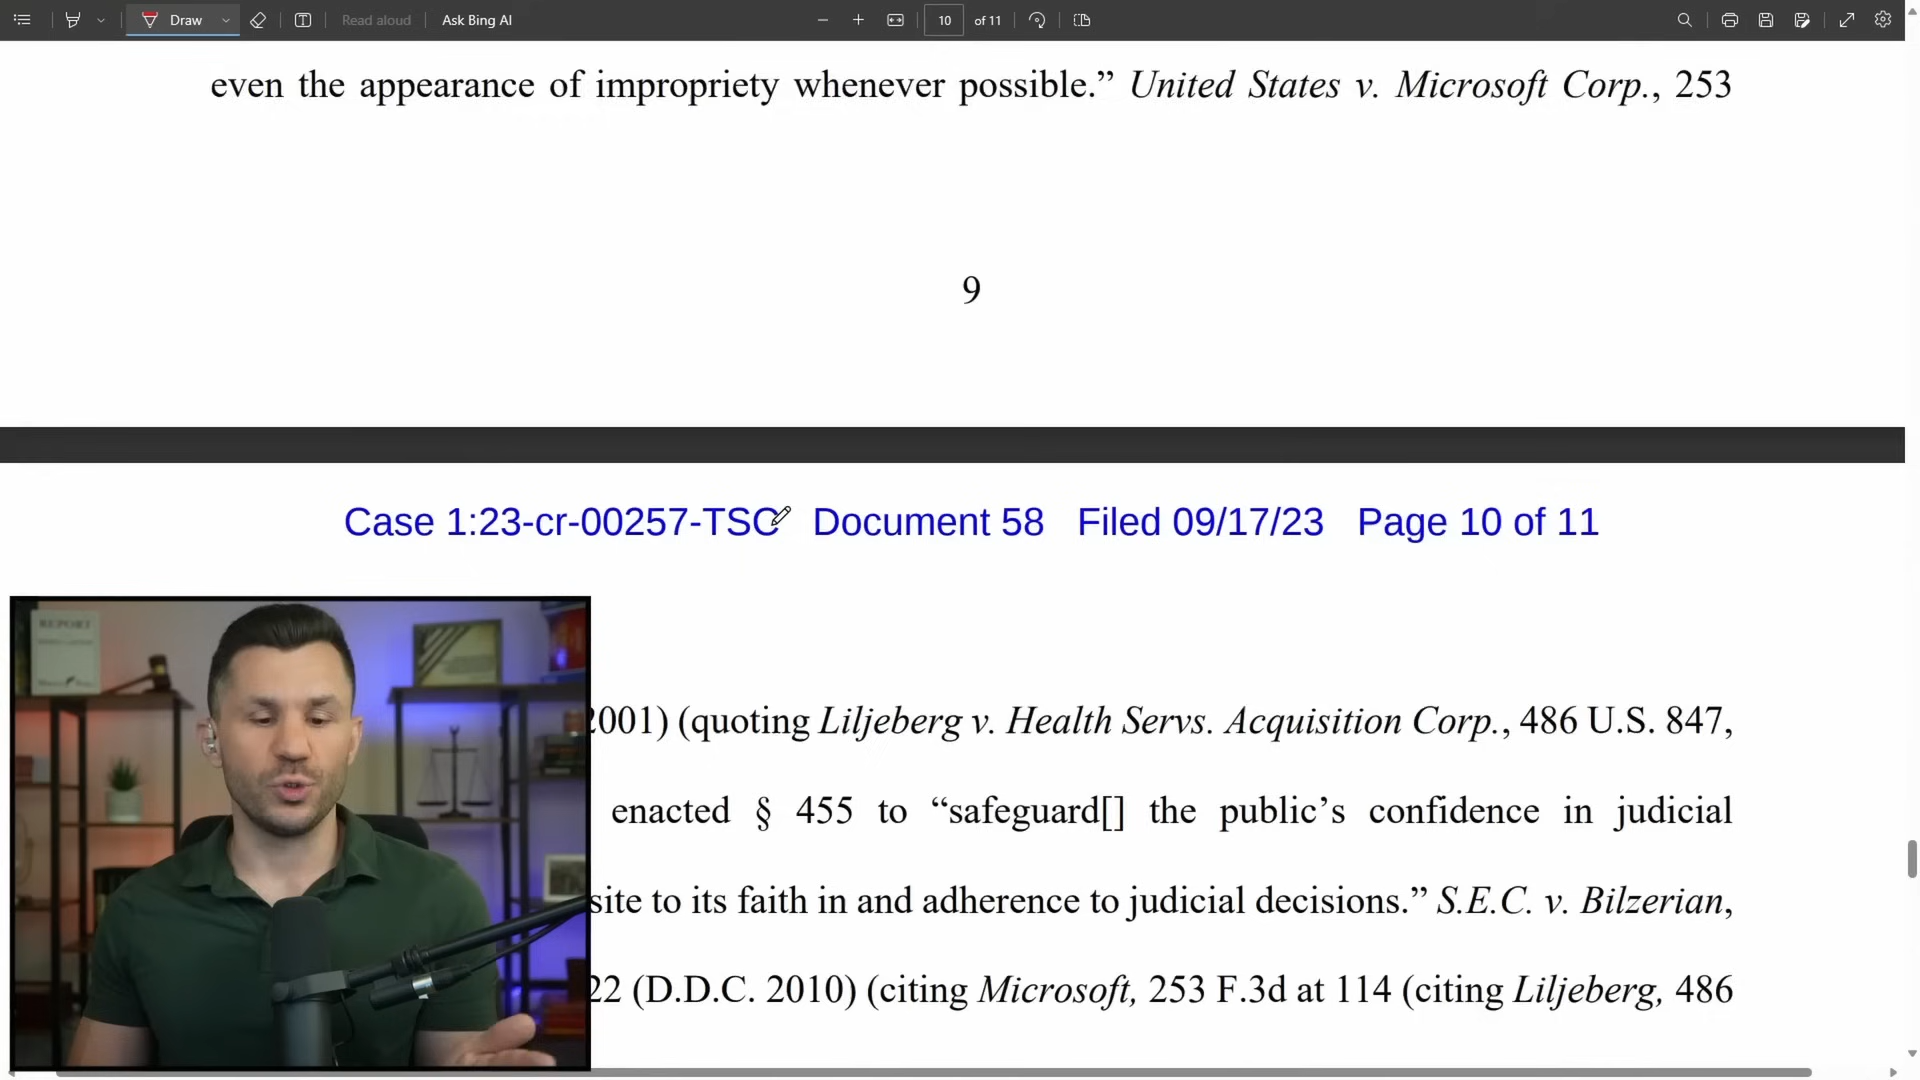 Draw
Read aloud
Ask Bing AI
10 of 11
even the appearance of impropriety whenever possible.” United States v. Microsoft Corp., 253
9
Case 1:23-cr-00257-TSC Document 58 Filed 09/17/23 Page 10 of 11
REPORT
2001) (quoting Liljeberg v. Health Servs. Acquisition Corp., 486 U.S. 847,
enacted § 455 to “safeguard[] the public’s confidence in judicial
site to its faith in and adherence to judicial decisions.” S.E.C. v. Bilzerian,
22 (D.D.C. 2010) (citing Microsoft, 253 F.3d at 114 (citing Liljeberg, 486